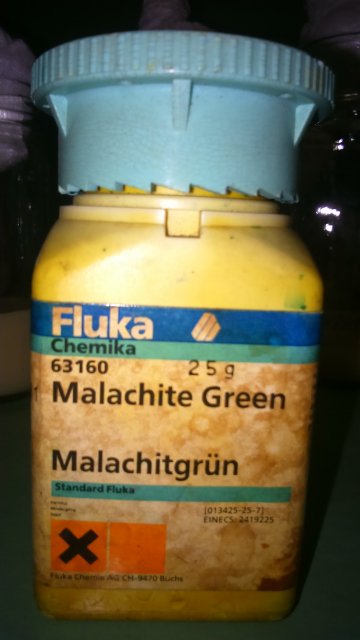 Fluka
Chemika
63160 25g
Malachite Green
Malachitgrün
Standard Fluka
[013425-25-7]
EINECS: 2419225
Fluka Chemie AG CH-9470 Buchs